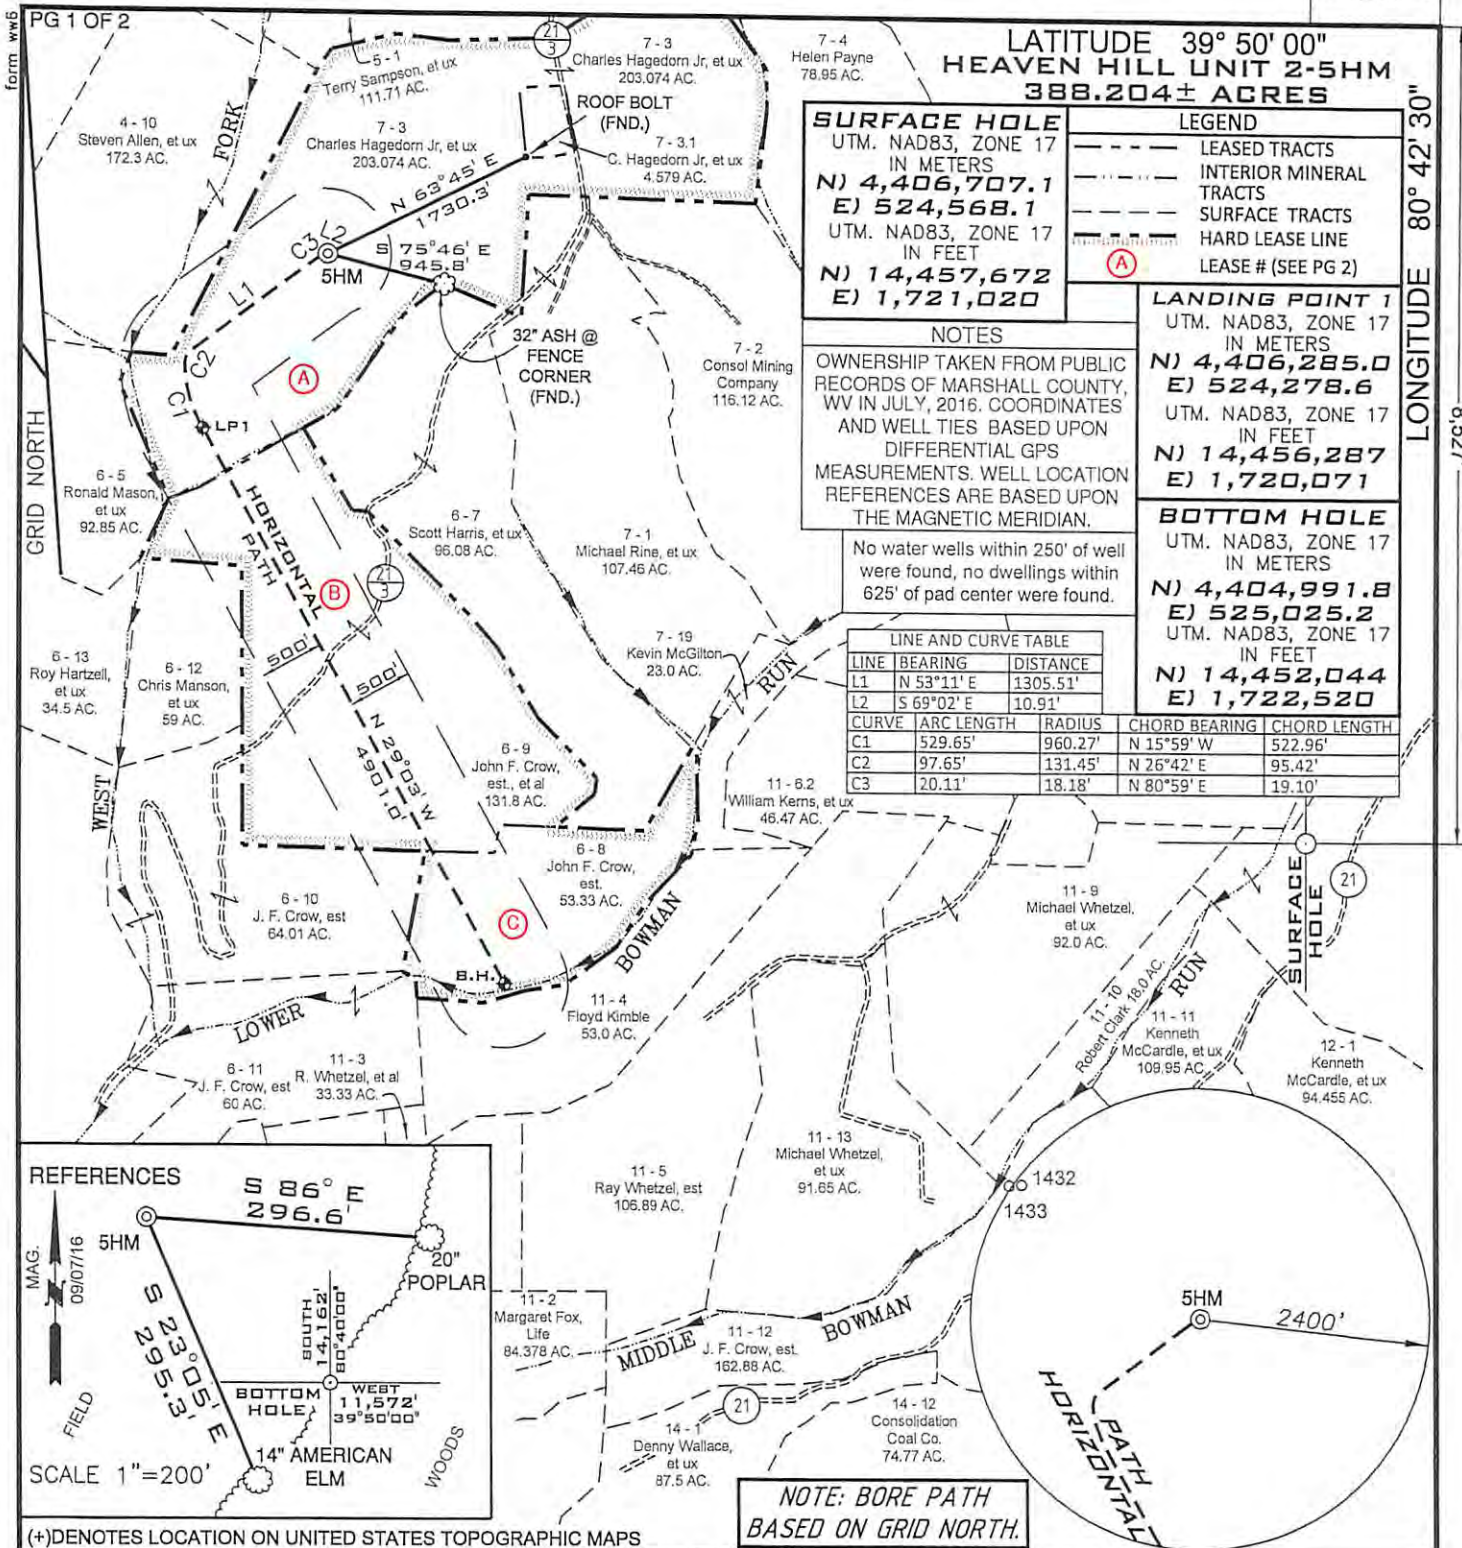 form ww6
PG 1 OF 2
LATITUDE 39° 50' 00"
HEAVEN HILL UNIT 2-5HM
388.204± ACRES
LONGITUDE 80° 42' 30"
8,527'
SURFACE HOLE
UTM. NAD83, ZONE 17
IN METERS
N) 4,406,707.1
E) 524,568.1
UTM. NAD83, ZONE 17
IN FEET
N) 14,457,672
E) 1,721,020
LEGEND
LEASED TRACTS
INTERIOR MINERAL
TRACTS
SURFACE TRACTS
HARD LEASE LINE
A
LEASE # (SEE PG 2)
NOTES
OWNERSHIP TAKEN FROM PUBLIC
RECORDS OF MARSHALL COUNTY,
WV IN JULY, 2016. COORDINATES
AND WELL TIES BASED UPON
DIFFERENTIAL GPS
MEASUREMENTS. WELL LOCATION
REFERENCES ARE BASED UPON
THE MAGNETIC MERIDIAN.
No water wells within 250' of well
were found, no dwellings within
625' of pad center were found.
LANDING POINT 1
UTM. NAD83, ZONE 17
IN METERS
N) 4,406,285.0
E) 524,278.6
UTM. NAD83, ZONE 17
IN FEET
N) 14,456,287
E) 1,720,071
BOTTOM HOLE
UTM. NAD83, ZONE 17
IN METERS
N) 4,404,991.8
E) 525,025.2
UTM. NAD83, ZONE 17
IN FEET
N) 14,452,044
E) 1,722,520
LINE AND CURVE TABLE
LINE BEARING DISTANCE
L1 N 53°11' E 1305.51'
L2 S 69°02' E 10.91'
CURVE ARC LENGTH RADIUS CHORD BEARING CHORD LENGTH
C1 529.65' 960.27' N 15°59' W 522.96'
C2 97.65' 131.45' N 26°42' E 95.42'
C3 20.11' 18.18' N 80°59' E 19.10'
5 - 1
Terry Sampson, et ux
111.71 AC.
21
3
7 - 3
Charles Hagedorn Jr, et ux
203.074 AC.
7 - 4
Helen Payne
78.95 AC.
4 - 10
Steven Allen, et ux
172.3 AC.
FORK
7 - 3
Charles Hagedorn Jr, et ux
203.074 AC.
ROOF BOLT
(FND.)
7 - 3.1
C. Hagedorn Jr, et ux
4.579 AC.
N 63°45' E
1730.3'
C3
L2
5HM
S 75°46' E
945.8'
L1
C2
C1
LP1
A
32" ASH @
FENCE
CORNER
(FND.)
7 - 2
Consol Mining
Company
116.12 AC.
GRID NORTH
6 - 5
Ronald Mason,
et ux
92.85 AC.
HORIZONTAL
PATH
6 - 7
Scott Harris, et ux
96.08 AC.
7 - 1
Michael Rine, et ux
107.46 AC.
B
21
3
7 - 19
Kevin McGilton
23.0 AC.
RUN
6 - 13
Roy Hartzell,
et ux
34.5 AC.
6 - 12
Chris Manson,
et ux
59 AC.
500'
500'
N 29°03' W
4901.0'
WEST
6 - 9
John F. Crow,
est., et al
131.8 AC.
11 - 6.2
William Kerns, et ux
46.47 AC.
6 - 8
John F. Crow,
est.
53.33 AC.
6 - 10
J. F. Crow, est
64.01 AC.
C
B.H.
BOWMAN
LOWER
11 - 4
Floyd Kimble
53.0 AC.
11 - 9
Michael Whetzel,
et ux
92.0 AC.
SURFACE
HOLE
21
11 - 10
Robert Clark 18.0 AC.
RUN
11 - 11
Kenneth
McCardle, et ux
109.95 AC.
12 - 1
Kenneth
McCardle, et ux
94.455 AC.
6 - 11
J. F. Crow, est
60 AC.
11 - 3
R. Whetzel, et al
33.33 AC.
11 - 5
Ray Whetzel, est
106.89 AC.
11 - 13
Michael Whetzel,
et ux
91.65 AC.
1432
1433
5HM
2400'
PATH
HORIZONTAL
11 - 2
Margaret Fox,
Life
84.378 AC.
MIDDLE
BOWMAN
11 - 12
J. F. Crow, est.
162.88 AC.
21
14 - 1
Denny Wallace,
et ux
87.5 AC.
14 - 12
Consolidation
Coal Co.
74.77 AC.
REFERENCES
MAG.
09/07/16
5HM
S 86° E
296.6'
20"
POPLAR
S 23°05' E
295.3'
SOUTH
14,162'
80°40'00"
BOTTOM
HOLE
WEST
11,572'
39°50'00"
FIELD
WOODS
14" AMERICAN
ELM
SCALE 1"=200'
NOTE: BORE PATH
BASED ON GRID NORTH.
(+)DENOTES LOCATION ON UNITED STATES TOPOGRAPHIC MAPS